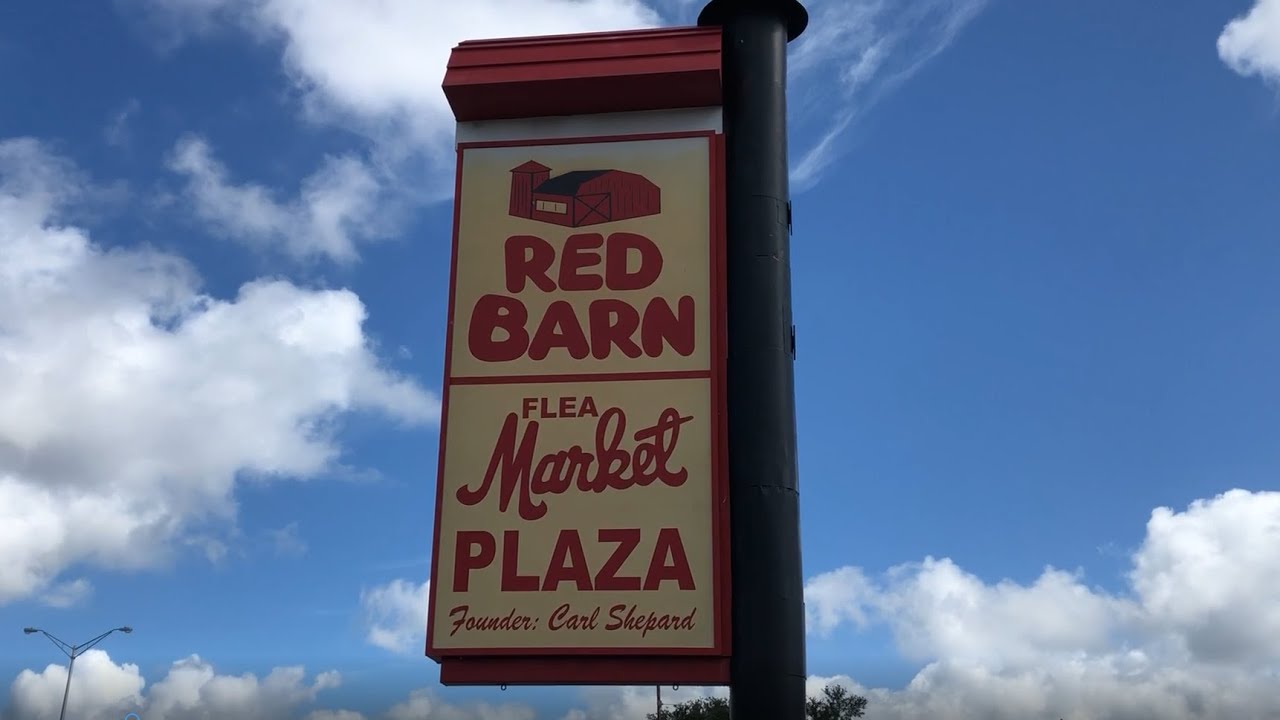 RED
BARN
FLEA
Market
PLAZA
Founder: Carl Shepard